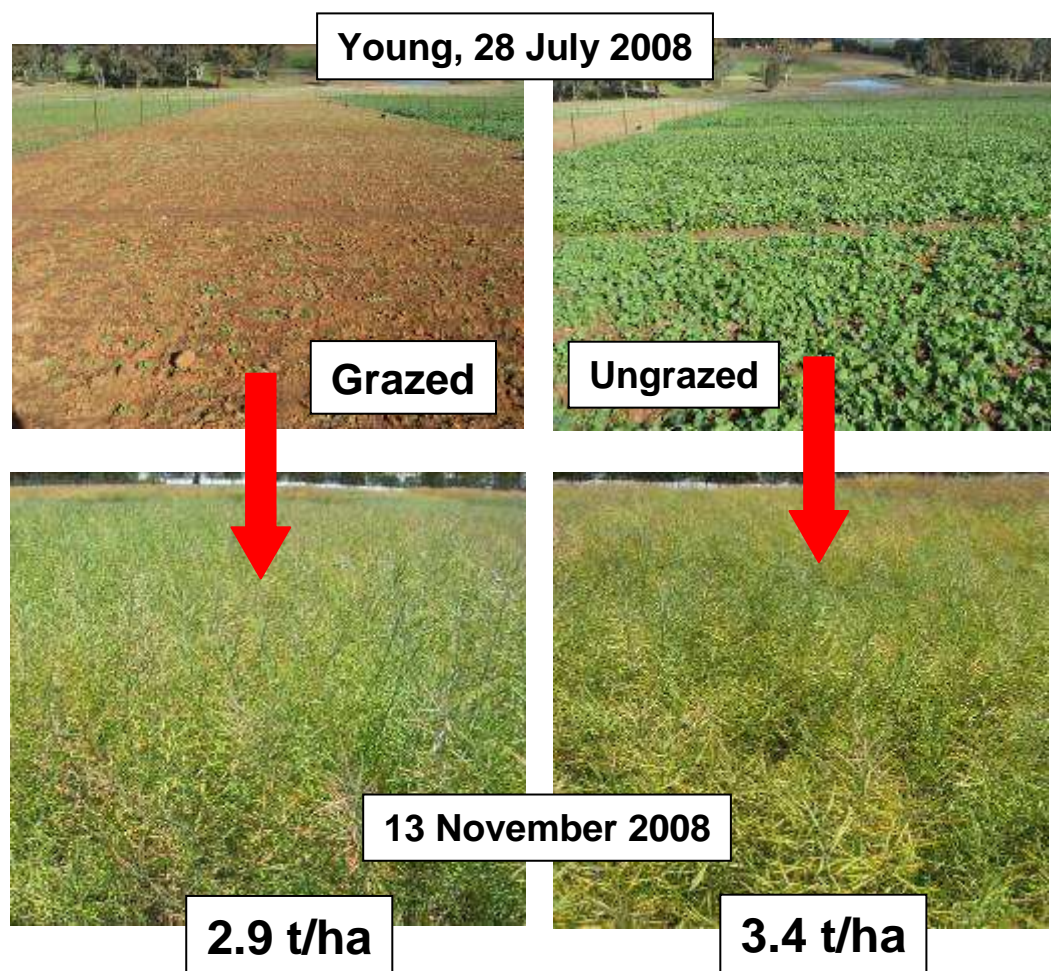 Young, 28 July 2008
Grazed
Ungrazed
13 November 2008
2.9 t/ha
3.4 t/ha